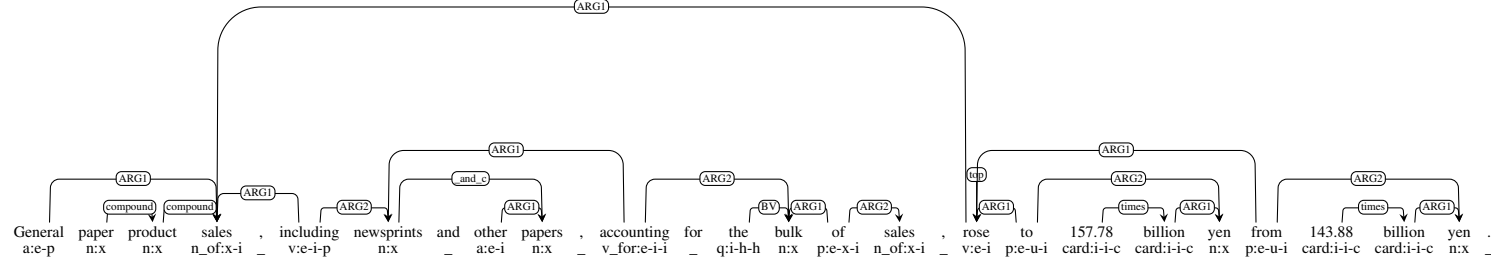 ARG1
ARG1 ARG1
top
ARG1 _and_c ARG2 ARG2 ARG2
ARG1
compound compound ARG2 ARG1 BV ARG1 ARG2 ARG1 times ARG1 times ARG1
General paper product sales , including newsprints and other papers , accounting for the bulk of sales , rose to 157.78 billion yen from 143.88 billion yen .
a:e-p n:x n:x n_of:x-i _ v:e-i-p n:x _ a:e-i n:x _ v_for:e-i-i _ q:i-h-h n:x p:e-x-i n_of:x-i _ v:e-i p:e-u-i card:i-i-c card:i-i-c n:x p:e-u-i card:i-i-c card:i-i-c n:x _